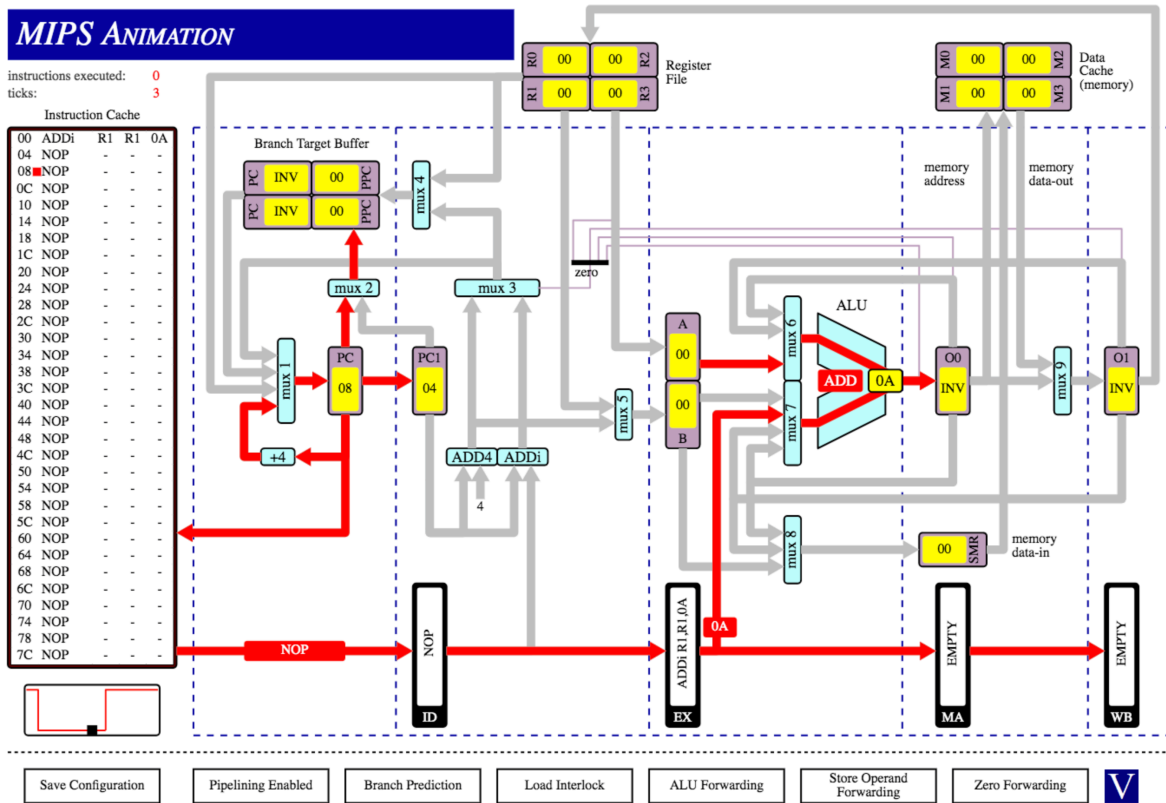 MIPS ANIMATION
instructions executed: 0
ticks: 3
Instruction Cache
00 ADDi R1 R1 0A
04 NOP - - -
08 NOP - - -
0C NOP - - -
10 NOP - - -
14 NOP - - -
18 NOP - - -
1C NOP - - -
20 NOP - - -
24 NOP - - -
28 NOP - - -
2C NOP - - -
30 NOP - - -
34 NOP - - -
38 NOP - - -
3C NOP - - -
40 NOP - - -
44 NOP - - -
48 NOP - - -
4C NOP - - -
50 NOP - - -
54 NOP - - -
58 NOP - - -
5C NOP - - -
60 NOP - - -
64 NOP - - -
68 NOP - - -
6C NOP - - -
70 NOP - - -
74 NOP - - -
78 NOP - - -
7C NOP - - -
R0 00 00 R2
R1 00 00 R3
Register
File
M0 00 00 M2
M1 00 00 M3
Data
Cache
(memory)
Branch Target Buffer
PC INV 00 PPC
PC INV 00 PPC
mux 4
memory
address
memory
data-out
zero
mux 2
mux 3
mux 1
PC
08
PC1
04
+4
ADD4
ADDi
4
mux 5
A
00
00
B
mux 6
mux 7
ALU
ADD
0A
O0
INV
mux 9
O1
INV
mux 8
00 SMR
memory
data-in
NOP
NOP
ID
ADDi R1,R1,0A
EX
0A
EMPTY
MA
EMPTY
WB
Save Configuration
Pipelining Enabled
Branch Prediction
Load Interlock
ALU Forwarding
Store Operand
Forwarding
Zero Forwarding
V